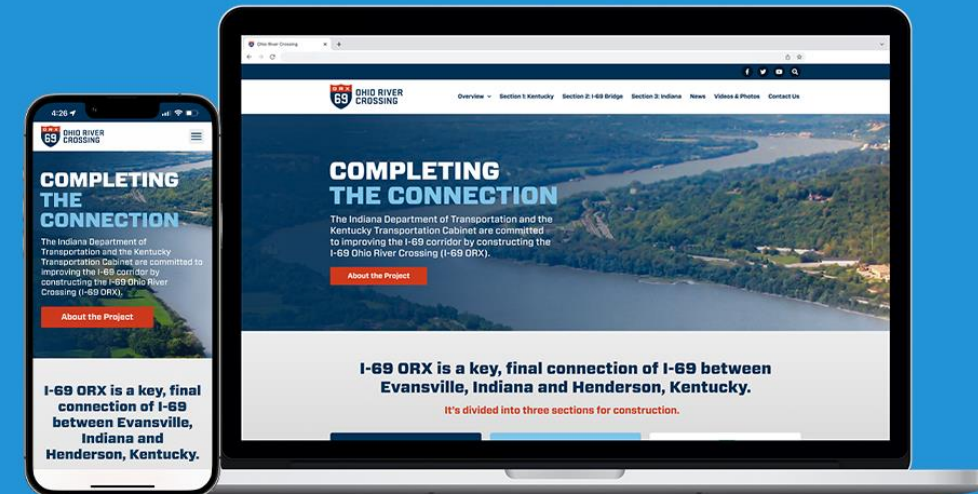 4:26
ORX
69
OHIO RIVER
CROSSING
COMPLETING
THE
CONNECTION
The Indiana Department of
Transportation and the Kentucky
Transportation Cabinet are committed to
improving the I-69 corridor by
constructing the I-69 Ohio River
Crossing (I-69 ORX).
About the Project
I-69 ORX is a key, final
connection of I-69
between Evansville,
Indiana and
Henderson, Kentucky.
Ohio River Crossing
ORX
69
OHIO RIVER
CROSSING
Overview Section 1: Kentucky Section 2: I-69 Bridge Section 3: Indiana News Videos & Photos Contact Us
COMPLETING
THE CONNECTION
The Indiana Department of Transportation and the
Kentucky Transportation Cabinet are committed
to improving the I-69 corridor by constructing the
I-69 Ohio River Crossing (I-69 ORX).
About the Project
I-69 ORX is a key, final connection of I-69 between
Evansville, Indiana and Henderson, Kentucky.
It's divided into three sections for construction.